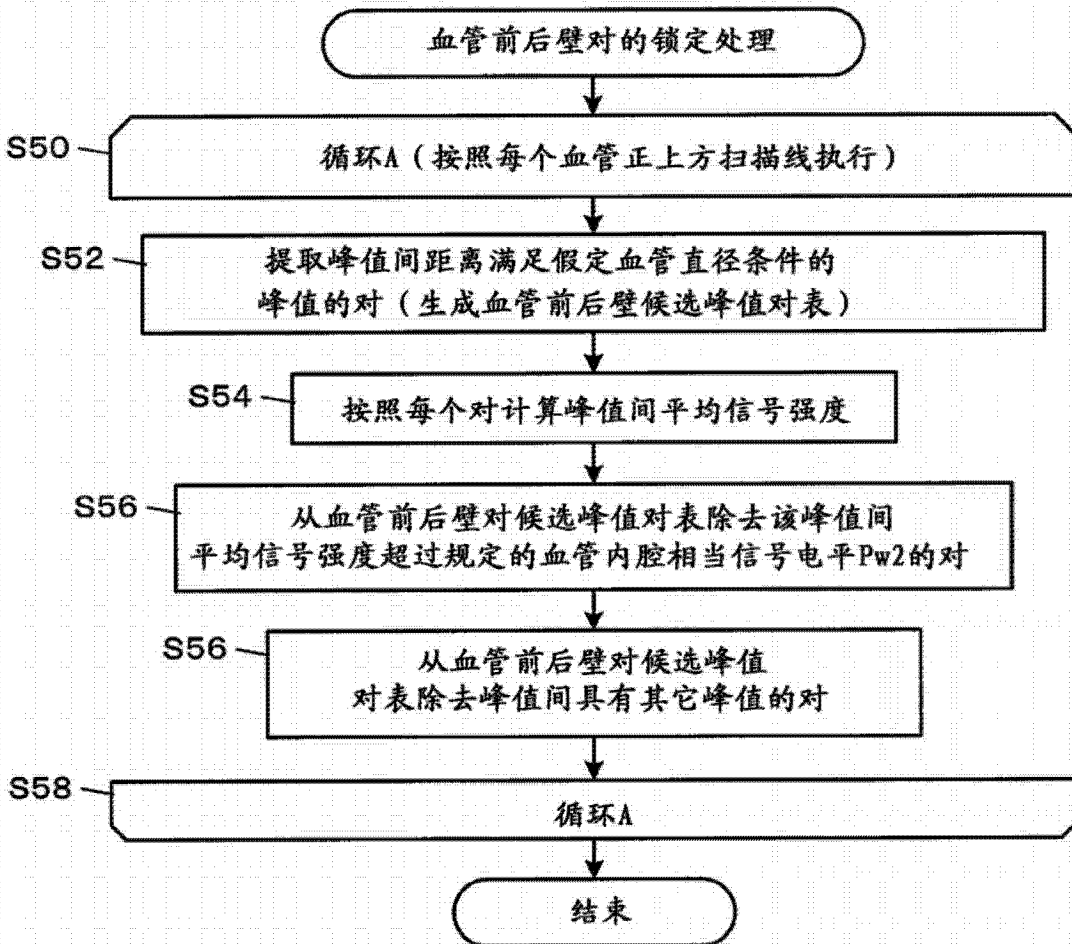 血管前后壁对的锁定处理
S50
循环A（按照每个血管正上方扫描线执行）
S52
提取峰值间距离满足假定血管直径条件的
峰值的对（生成血管前后壁候选峰值对表）
S54
按照每个对计算峰值间平均信号强度
S56
从血管前后壁对候选峰值对表除去该峰值间
平均信号强度超过规定的血管内腔相当信号电平Pw2的对
S56
从血管前后壁对候选峰值
对表除去峰值间具有其它峰值的对
S58
循环A
结束